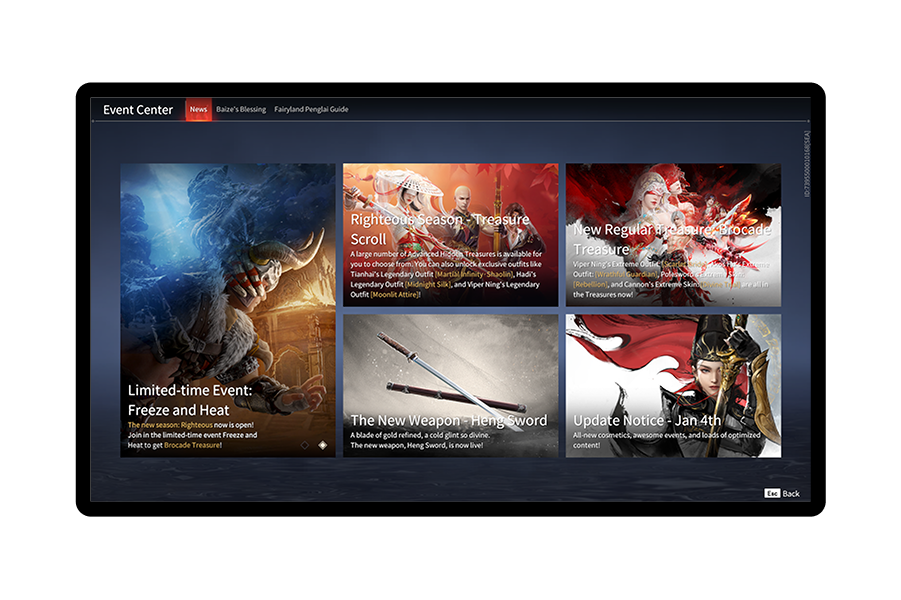 Event Center
News
Baize's Blessing
Fairyland Penglai Guide
Limited-time Event:
Freeze and Heat
The new season: Righteous now is open!
Join in the limited-time event Freeze and
Heat to get Brocade Treasure!
Righteous Season - Treasure
Scroll
A large number of Advanced Hidden Treasures is available for
you to choose from. You can also unlock exclusive outfits like
Tianhai's Legendary Outfit [Martial Infinity · Shaolin], Hadi's
Legendary Outfit [Midnight Silk], and Viper Ning's Legendary
Outfit [Moonlit Attire]!
New Regular Treasure: Brocade
Treasure
Viper Ning's Extreme Outfit: Extreme
Outfit: [Wrathful Guardian], Polesword's Extreme Skin:
[Rebellion], and Cannon's Extreme Skin: are all in
the Treasures now!
The New Weapon - Heng Sword
A blade of gold refined, a cold glint so divine.
The new weapon, Heng Sword, is now live!
Update Notice - Jan 4th
All-new cosmetics, awesome events, and loads of optimized
content!
ID:7395500010168[SEA]
Esc Back